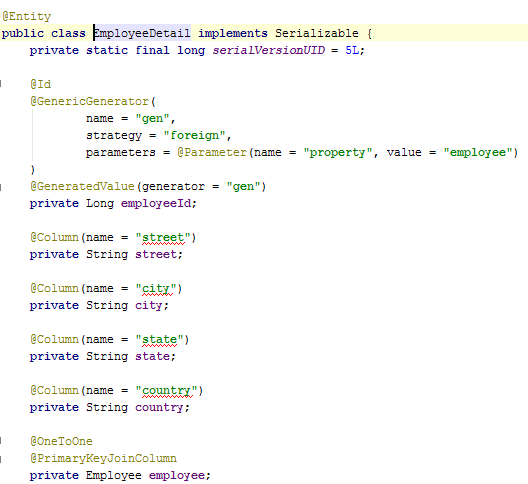 @Entity
public class EmployeeDetail implements Serializable {
private static final long serialVersionUID = 5L;
@Id
@GenericGenerator(
name = "gen",
strategy = "foreign",
parameters = @Parameter(name = "property", value = "employee")
)
@GeneratedValue(generator = "gen")
private Long employeeId;
@Column(name = "street")
private String street;
@Column(name = "city")
private String city;
@Column(name = "state")
private String state;
@Column(name = "country")
private String country;
@OneToOne
@PrimaryKeyJoinColumn
private Employee employee;